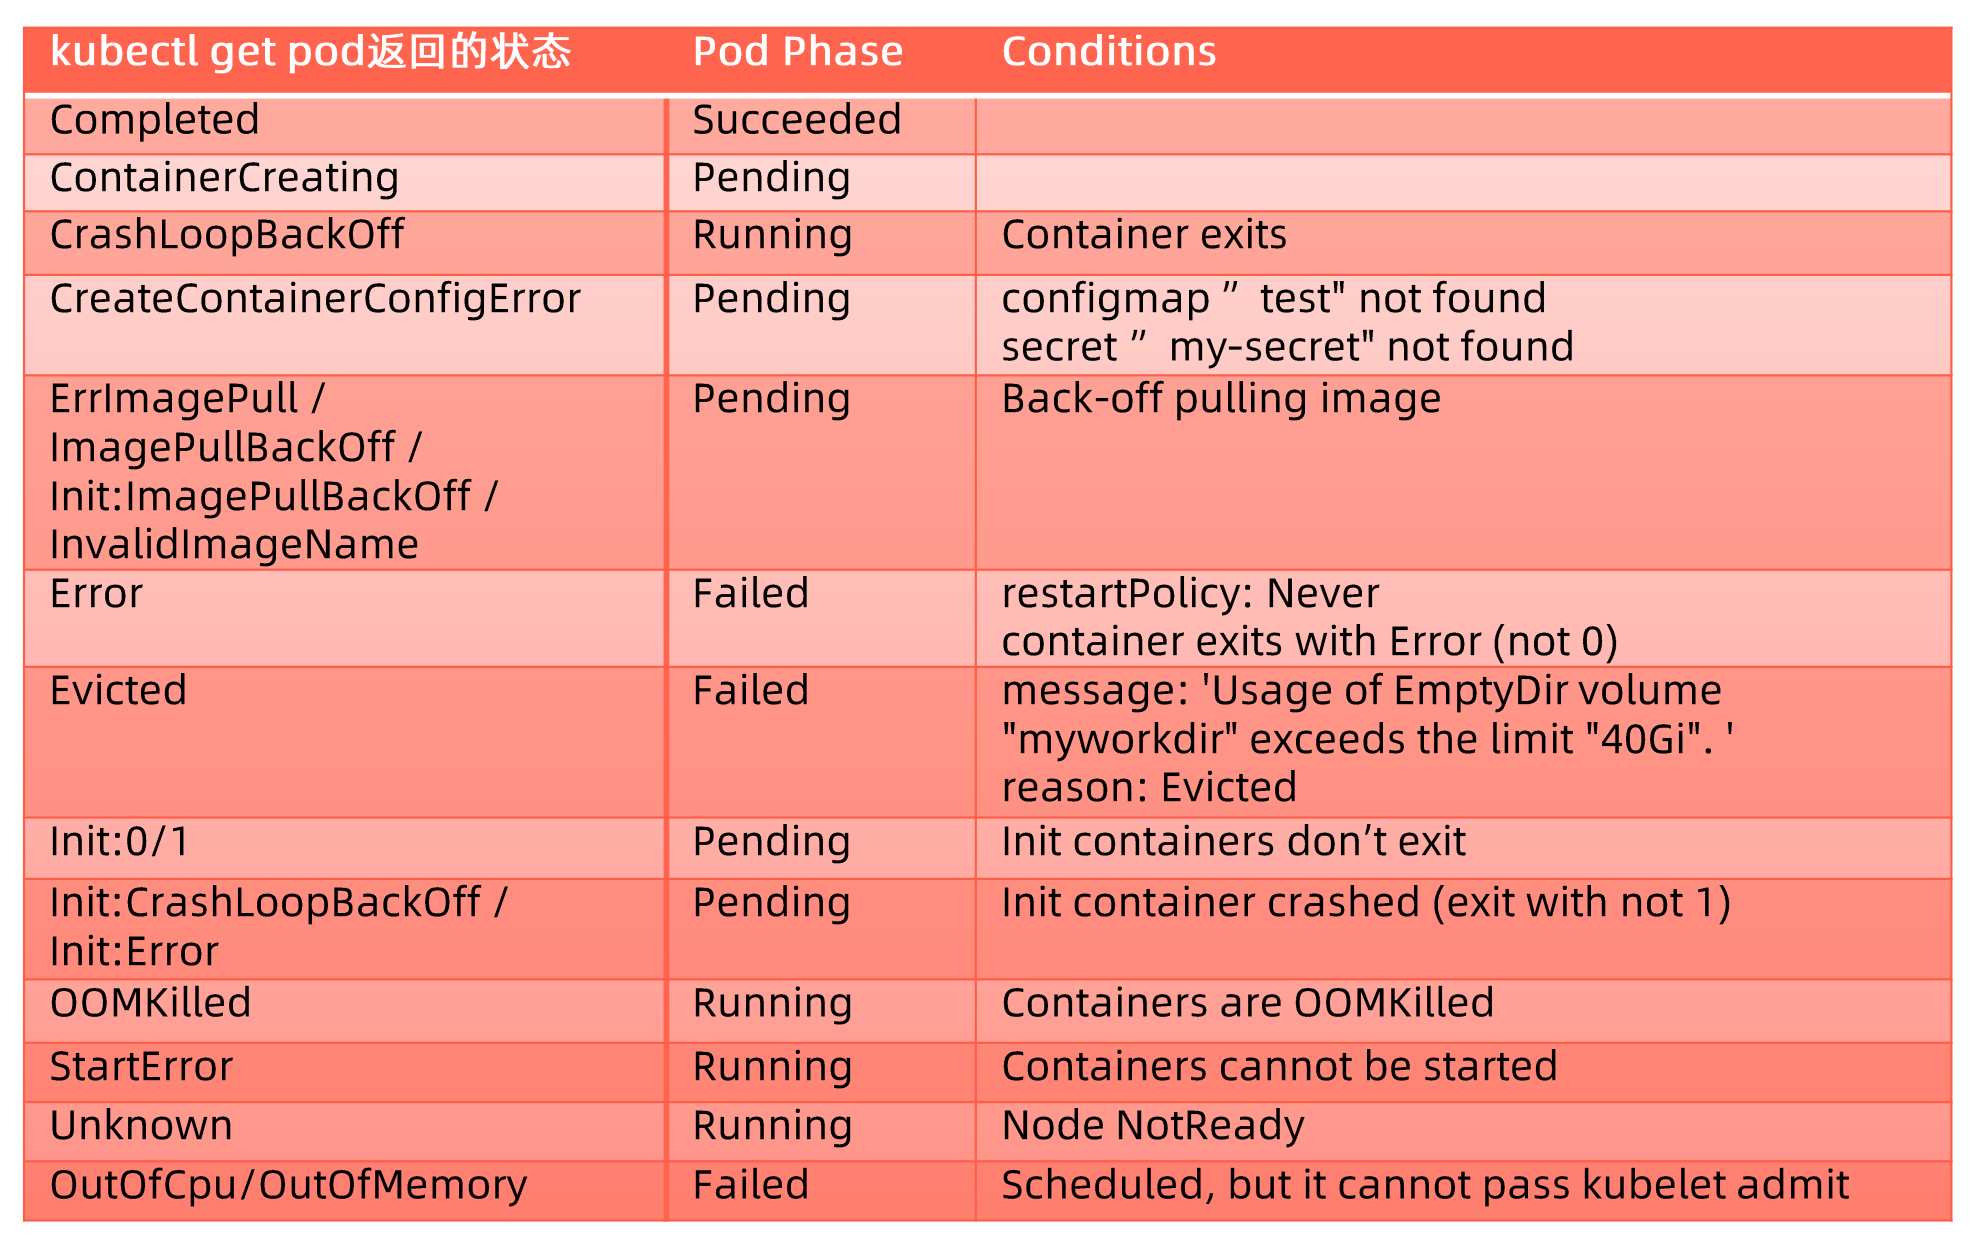 kubectl get pod返回的状态 Pod Phase Conditions
Completed Succeeded
ContainerCreating Pending
CrashLoopBackOff Running Container exits
CreateContainerConfigError Pending configmap ” test" not found
secret ” my-secret" not found
ErrImagePull / Pending Back-off pulling image
ImagePullBackOff /
Init:ImagePullBackOff /
InvalidImageName
Error Failed restartPolicy: Never
container exits with Error (not 0)
Evicted Failed message: 'Usage of EmptyDir volume
"myworkdir" exceeds the limit "40Gi". '
reason: Evicted
Init:0/1 Pending Init containers don’t exit
Init:CrashLoopBackOff / Pending Init container crashed (exit with not 1)
Init:Error
OOMKilled Running Containers are OOMKilled
StartError Running Containers cannot be started
Unknown Running Node NotReady
OutOfCpu/OutOfMemory Failed Scheduled, but it cannot pass kubelet admit